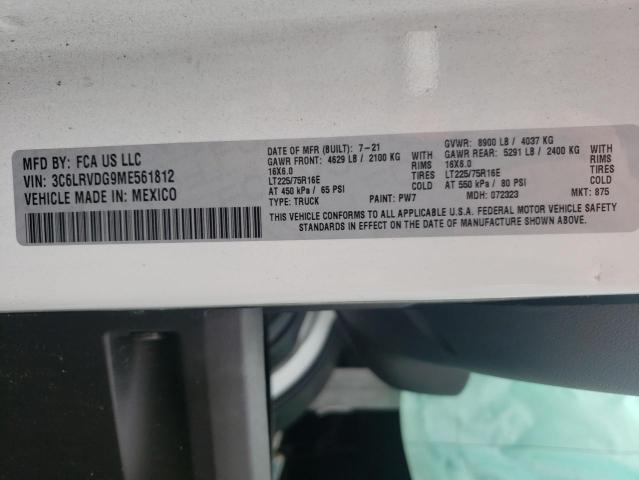 MFD BY: FCA US LLC
VIN: 3C6LRVDG9ME561812
VEHICLE MADE IN: MEXICO
DATE OF MFR (BUILT): 7-21
GAWR FRONT: 4629 LB / 2100 KG
16X6.0 WITH RIMS
LT225/75R16E TIRES
AT 450 kPa / 65 PSI COLD
TYPE: TRUCK PAINT: PW7
GVWR: 8900 LB / 4037 KG
GAWR REAR: 5291 LB / 2400 KG
16X6.0 WITH RIMS
LT225/75R16E TIRES
AT 550 kPa / 80 PSI COLD
MDH: 072323 MKT: 875
THIS VEHICLE CONFORMS TO ALL APPLICABLE U.S.A. FEDERAL MOTOR VEHICLE SAFETY
STANDARDS IN EFFECT ON THE DATE OF MANUFACTURE SHOWN ABOVE.